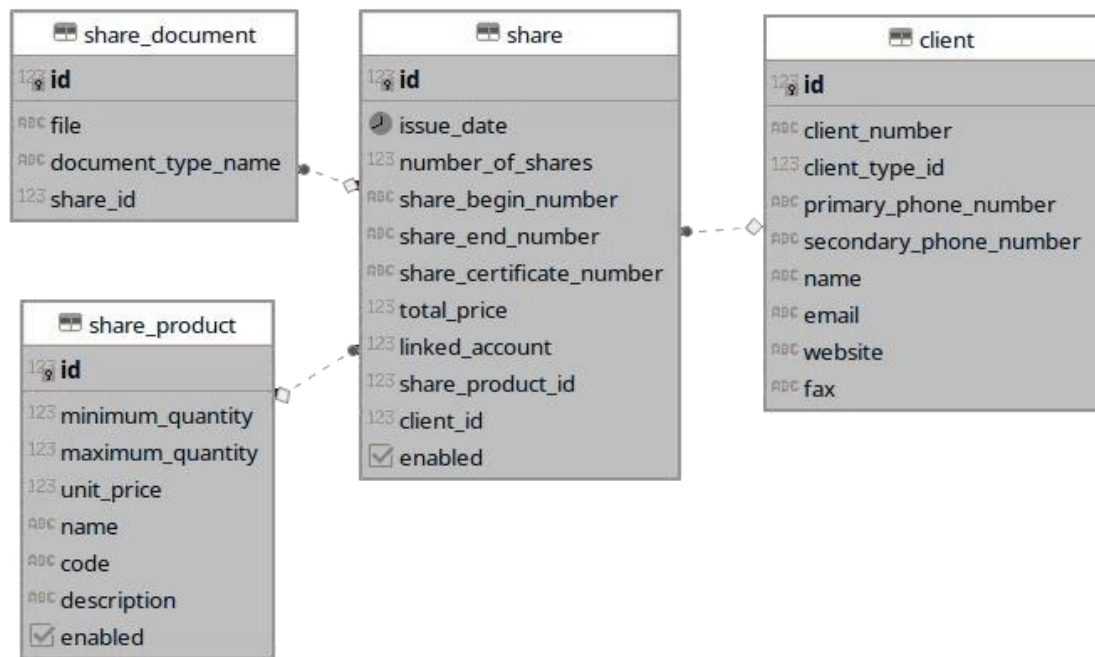 share_document
id
file
document_type_name
share_id
share
id
issue_date
number_of_shares
share_begin_number
share_end_number
share_certificate_number
total_price
linked_account
share_product_id
client_id
enabled
client
id
client_number
client_type_id
primary_phone_number
secondary_phone_number
name
email
website
fax
share_product
id
minimum_quantity
maximum_quantity
unit_price
name
code
description
enabled